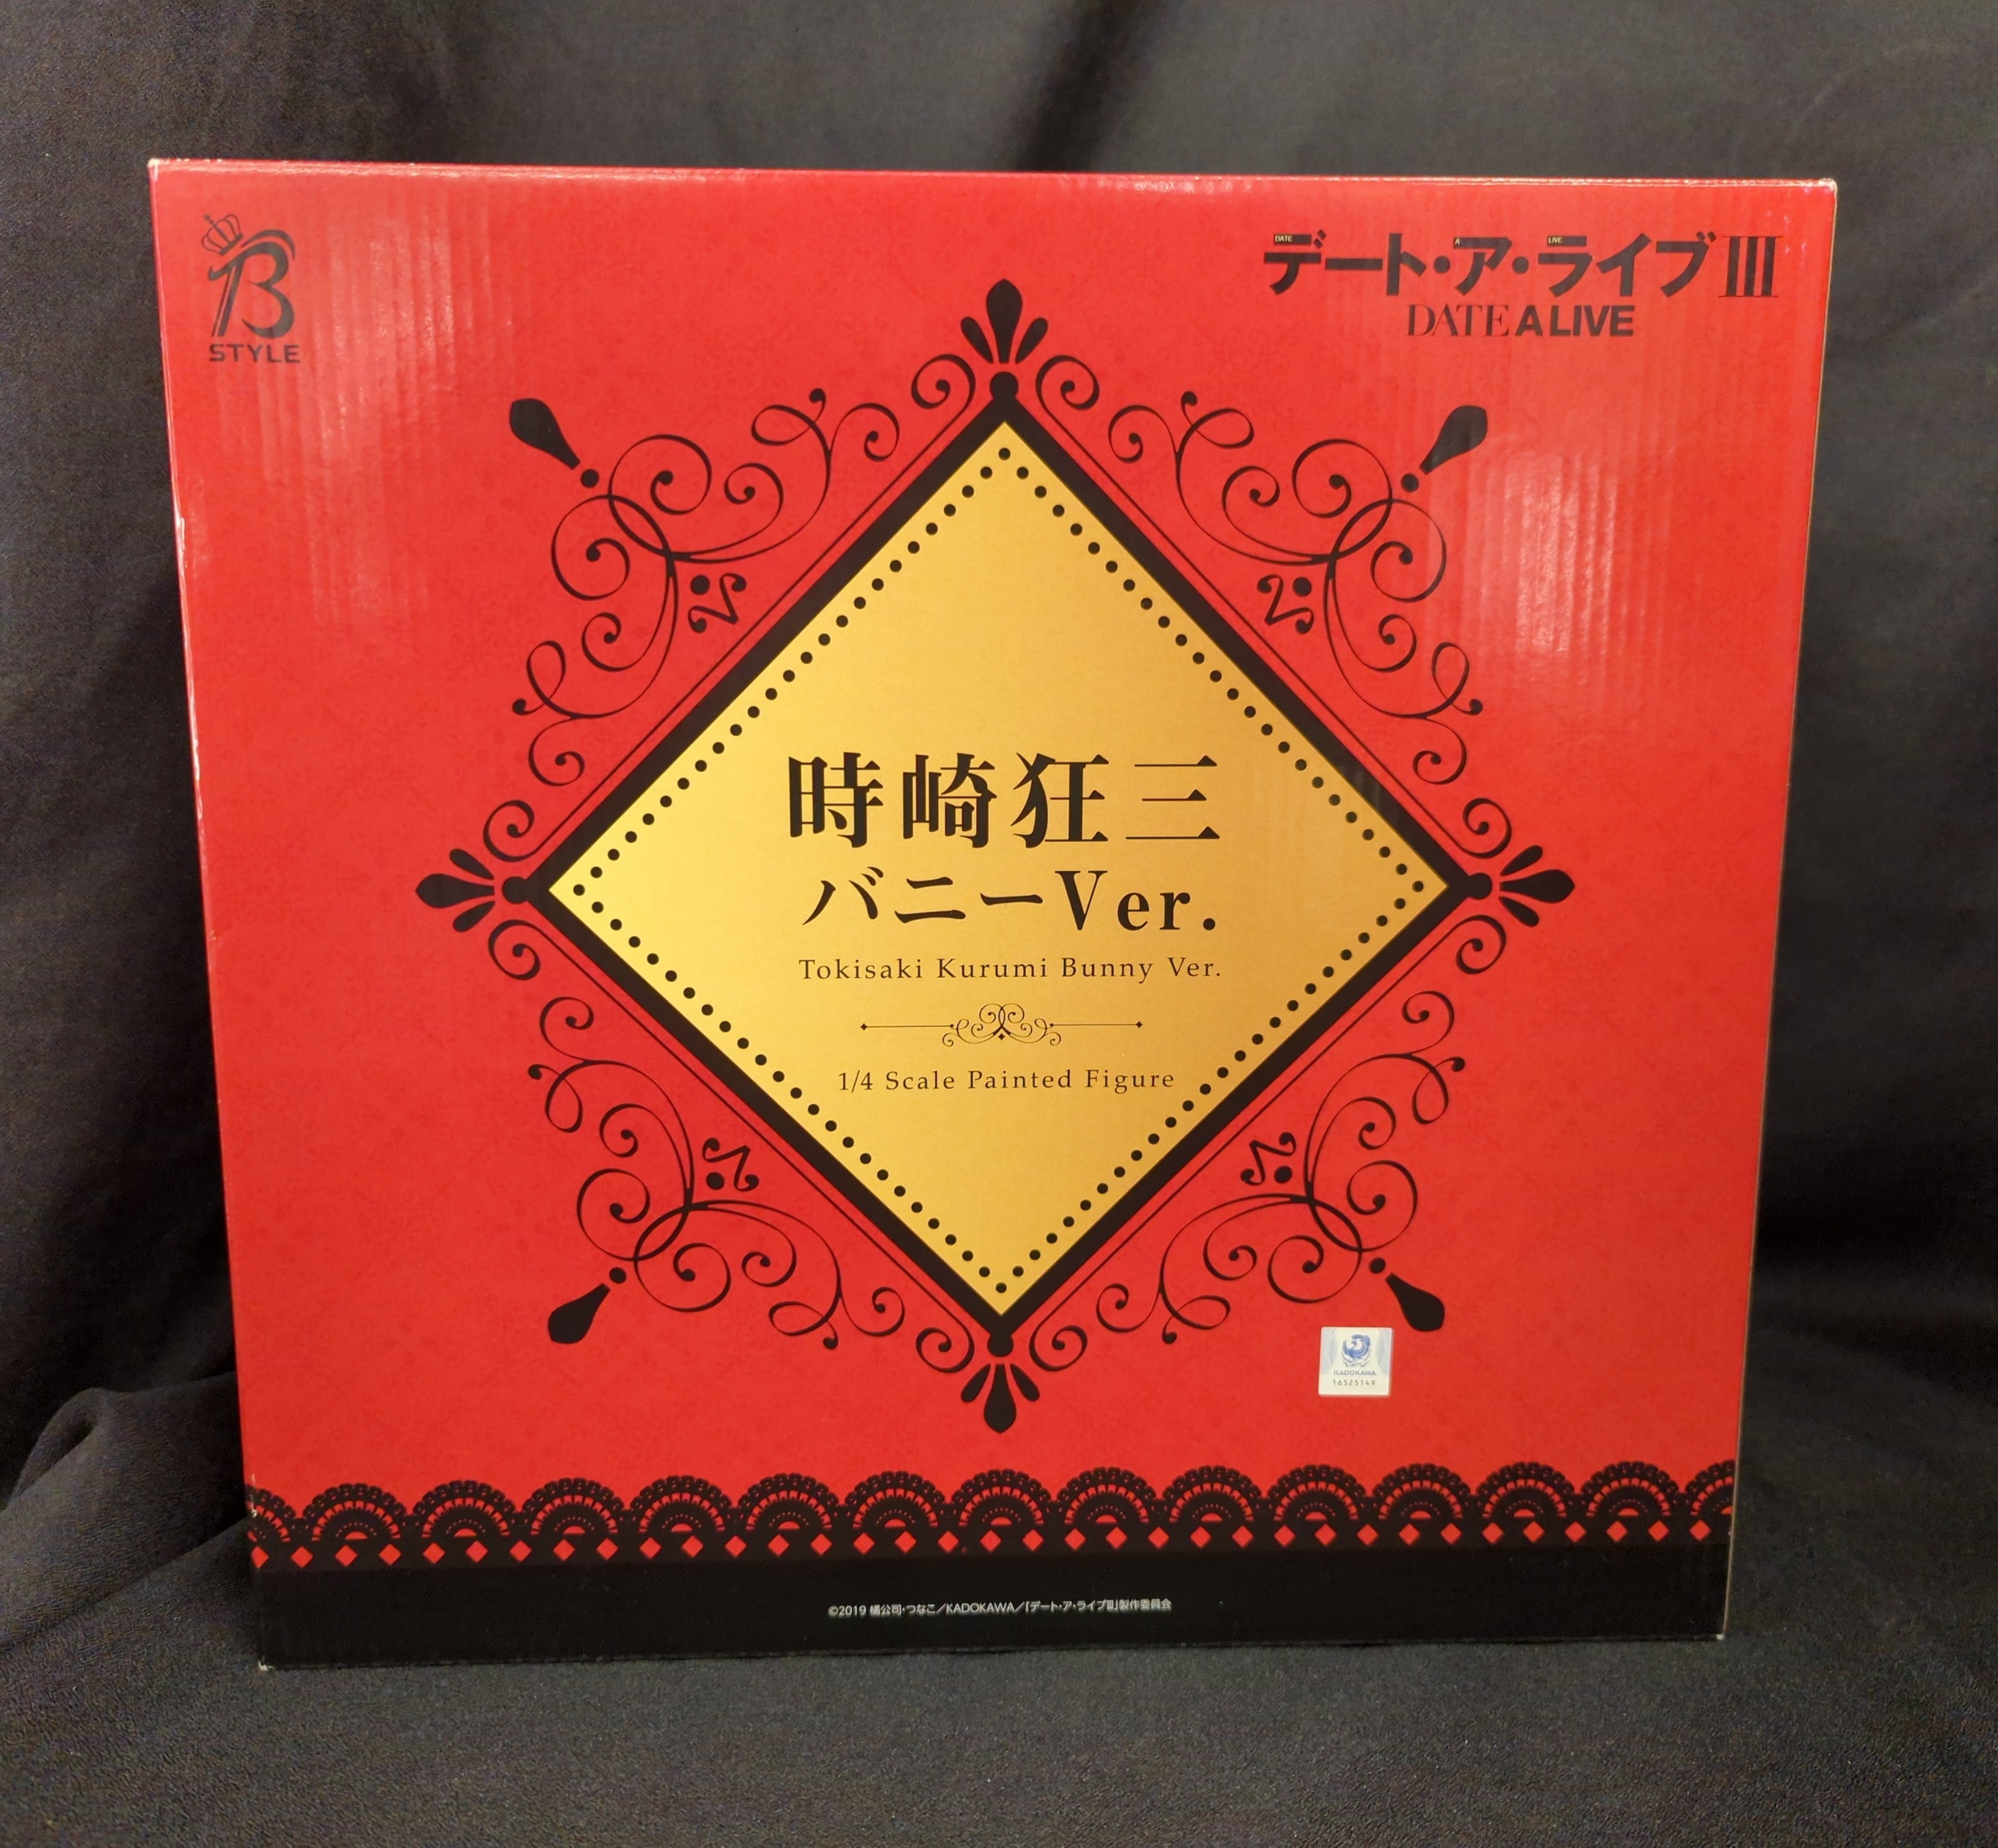 B
STYLE
DATE A LIVE
デート・ア・ライブIII
DATE A LIVE
時崎狂三
バニーVer.
Tokisaki Kurumi Bunny Ver.
1/4 Scale Painted Figure
KADOKAWA
16525149
©2019 橘公司・つなこ／KADOKAWA／「デート・ア・ライブIII」製作委員会